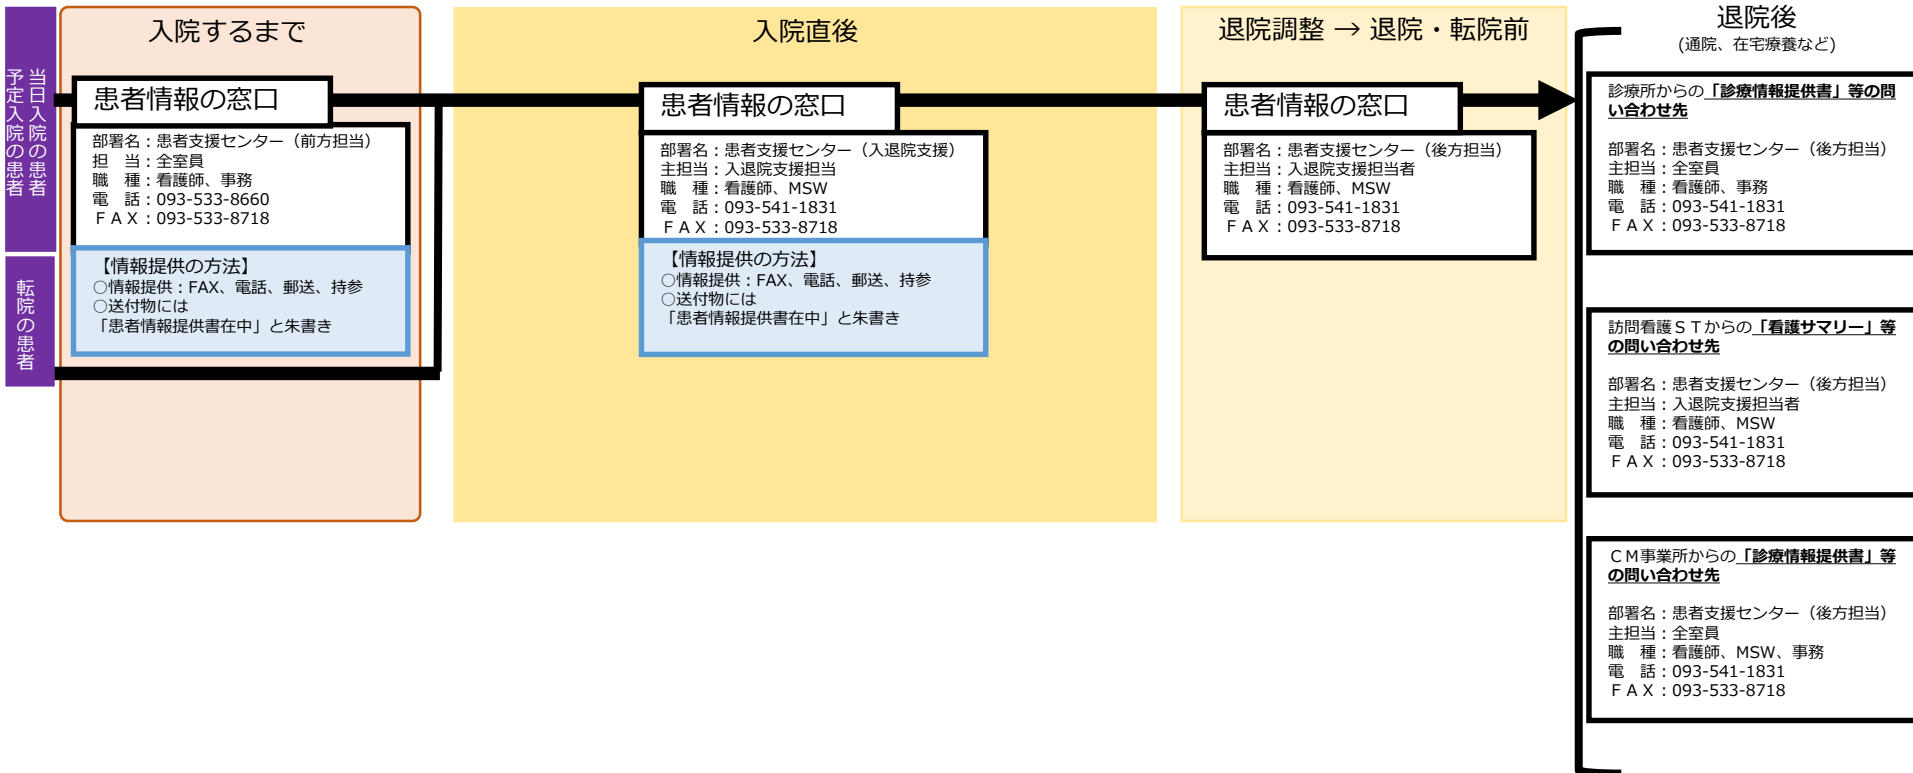 当日入院の患者
予定入院の患者
転院の患者
入院するまで
患者情報の窓口
部署名：患者支援センター（前方担当）
担　当：全室員
職　種：看護師、事務
電　話：093-533-8660
ＦＡＸ：093-533-8718
【情報提供の方法】
○情報提供：FAX、電話、郵送、持参
○送付物には
「患者情報提供書在中」と朱書き
入院直後
患者情報の窓口
部署名：患者支援センター（入退院支援）
主担当：入退院支援担当
職　種：看護師、MSW
電　話：093-541-1831
ＦＡＸ：093-533-8718
【情報提供の方法】
○情報提供：FAX、電話、郵送、持参
○送付物には
「患者情報提供書在中」と朱書き
退院調整 → 退院・転院前
患者情報の窓口
部署名：患者支援センター（後方担当）
主担当：入退院支援担当者
職　種：看護師、MSW
電　話：093-541-1831
ＦＡＸ：093-533-8718
退院後
(通院、在宅療養など)
診療所からの「診療情報提供書」等の問
い合わせ先
部署名：患者支援センター（後方担当）
主担当：全室員
職　種：看護師、事務
電　話：093-541-1831
ＦＡＸ：093-533-8718
訪問看護ＳＴからの「看護サマリー」等
の問い合わせ先
部署名：患者支援センター（後方担当）
主担当：入退院支援担当者
職　種：看護師、MSW
電　話：093-541-1831
ＦＡＸ：093-533-8718
ＣＭ事業所からの「診療情報提供書」等
の問い合わせ先
部署名：患者支援センター（後方担当）
主担当：全室員
職　種：看護師、MSW、事務
電　話：093-541-1831
ＦＡＸ：093-533-8718